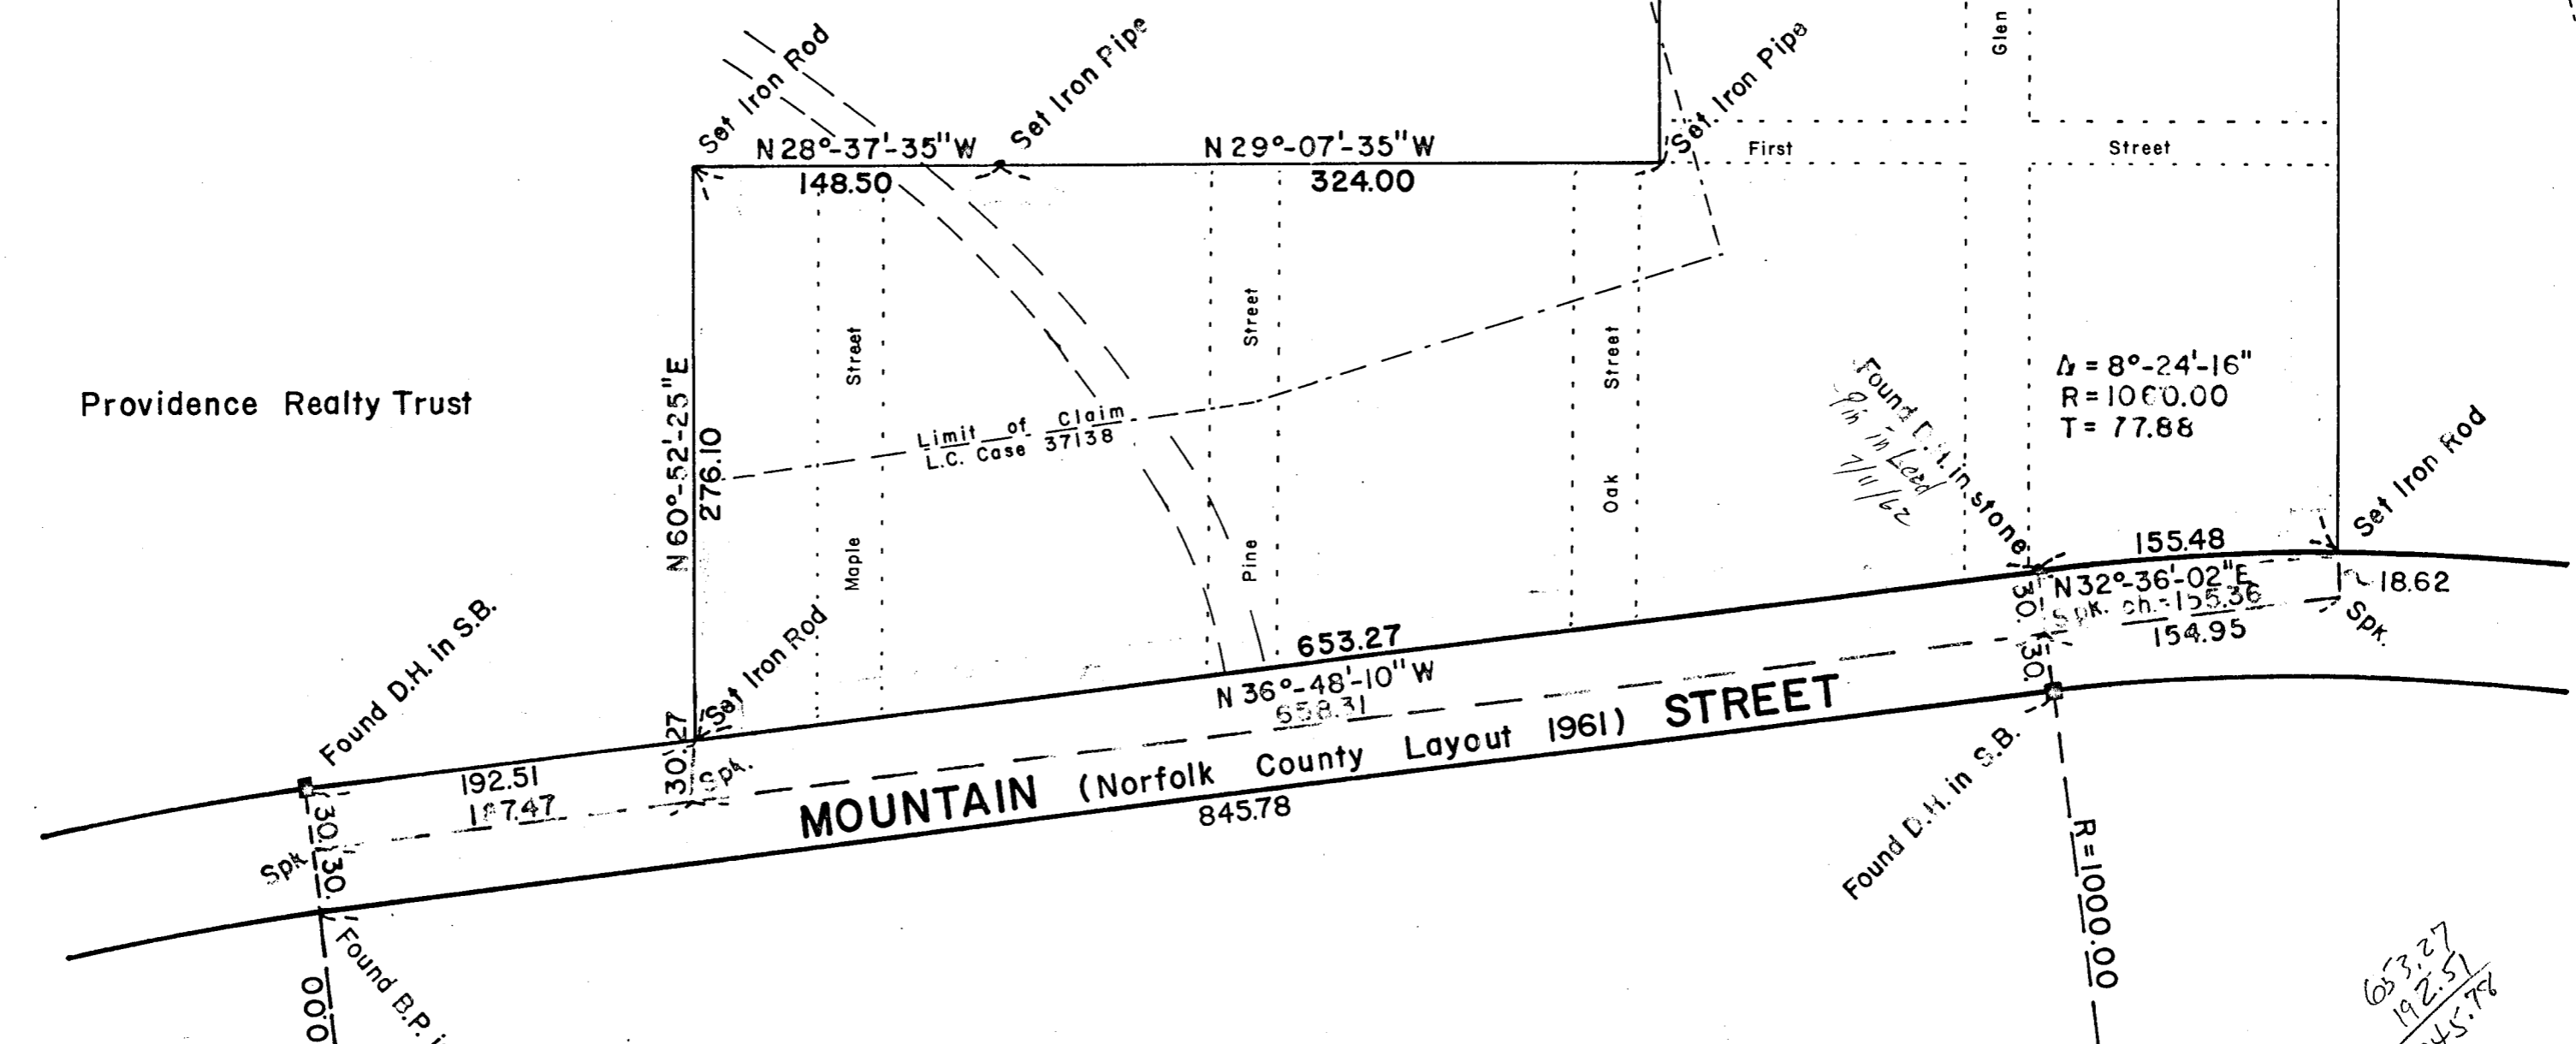 Set Iron Rod
Set Iron Pipe
Set Iron Pipe
Glen
N 28°-37'-35" W
148.50
N 29°-07'-35" W
324.00
First Street
Providence Realty Trust
N 60°-52'-25" E
276.10
Maple Street
Pine Street
Oak Street
Limit of Claim
L.C. Case 37138
Found D.H. in stone
Pin in Lead
7/11/62
Δ = 8°-24'-16"
R = 1060.00
T = 77.88
Set Iron Rod
155.48
N 32°-36'-02" E
Spk. ch.=155.36
154.95
18.62
Spk.
30.
30.
Found D.H. in S.B.
Set Iron Rod
30.27
Spk.
653.27
N 36°-48'-10" W
658.31
192.51
187.47
MOUNTAIN (Norfolk County Layout 1961) STREET
845.78
Spk.
30.
30.
Found B.P.
Found D.H. in S.B.
R=1000.00
653.27
192.51
45.78